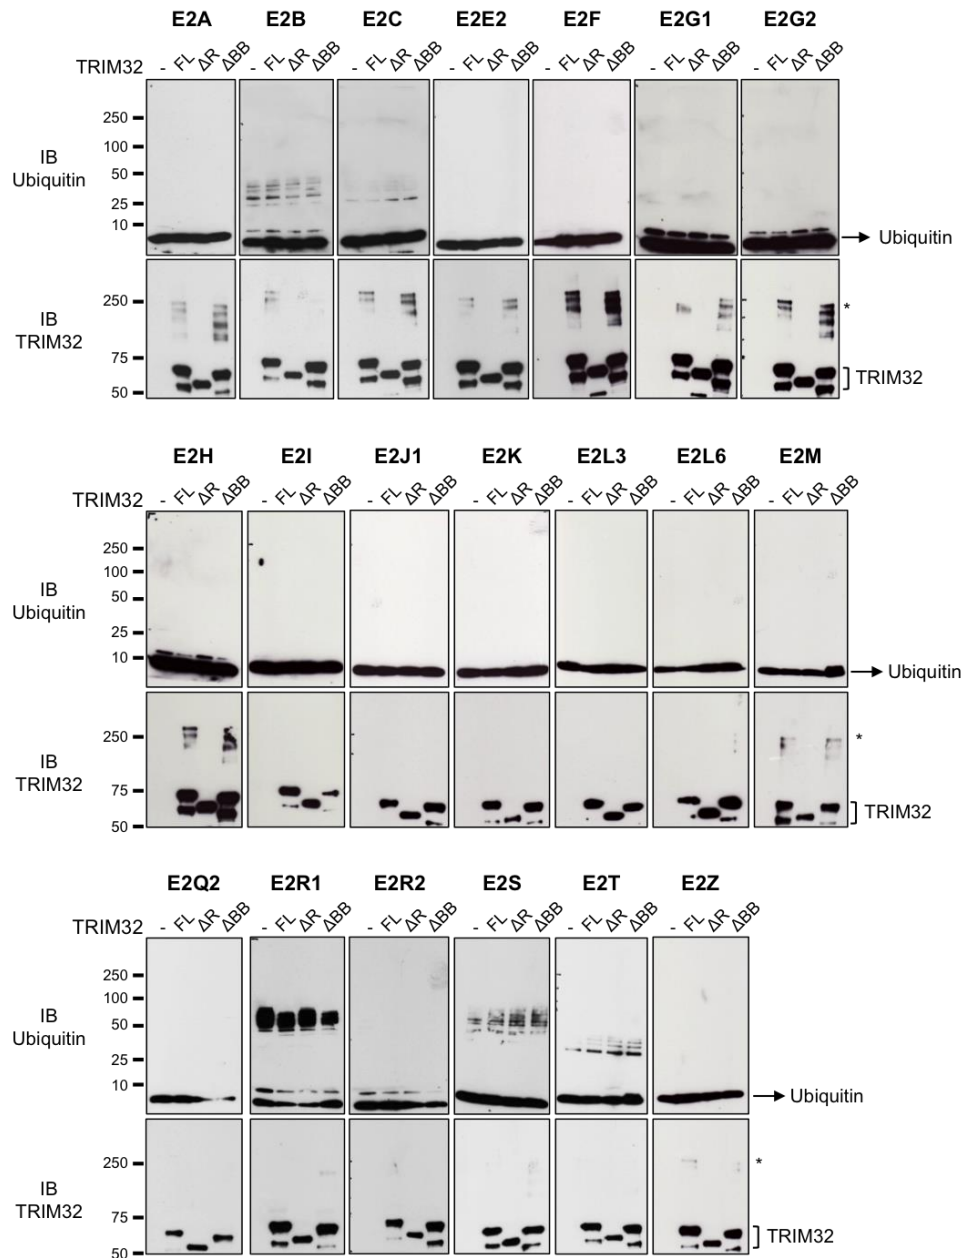 E2A E2B E2C E2E2 E2F E2G1 E2G2
TRIM32 - FL ΔR ΔBB - FL ΔR ΔBB - FL ΔR ΔBB - FL ΔR ΔBB - FL ΔR ΔBB - FL ΔR ΔBB - FL ΔR ΔBB
250
100
IB
Ubiquitin
50
25
10
Ubiquitin
250
*
IB
TRIM32
75
TRIM32
50
E2H E2I E2J1 E2K E2L3 E2L6 E2M
TRIM32 - FL ΔR ΔBB - FL ΔR ΔBB - FL ΔR ΔBB - FL ΔR ΔBB - FL ΔR ΔBB - FL ΔR ΔBB - FL ΔR ΔBB
250
100
IB
Ubiquitin
50
25
10
Ubiquitin
250
*
IB
TRIM32
75
TRIM32
50
E2Q2 E2R1 E2R2 E2S E2T E2Z
TRIM32 - FL ΔR ΔBB - FL ΔR ΔBB - FL ΔR ΔBB - FL ΔR ΔBB - FL ΔR ΔBB - FL ΔR ΔBB
250
100
IB
Ubiquitin
50
25
10
Ubiquitin
250
*
IB
TRIM32
75
TRIM32
50